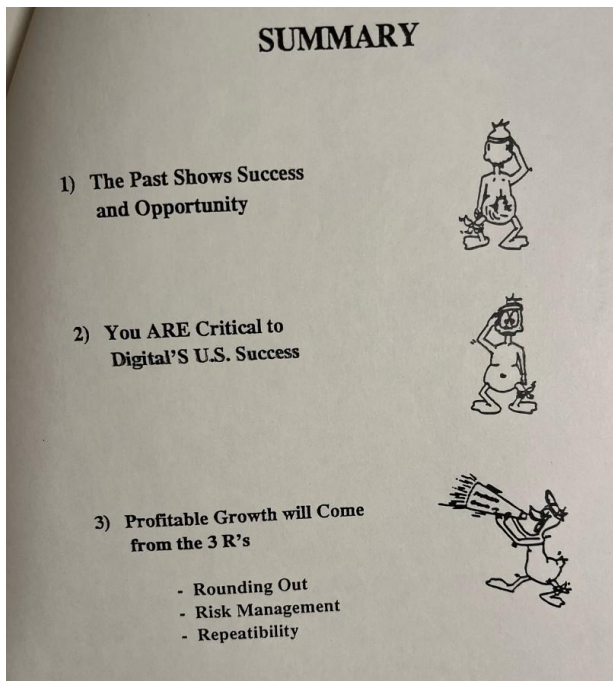 SUMMARY
1) The Past Shows Success
and Opportunity
2) You ARE Critical to
Digital'S U.S. Success
3) Profitable Growth will Come
from the 3 R's
- Rounding Out
- Risk Management
- Repeatibility